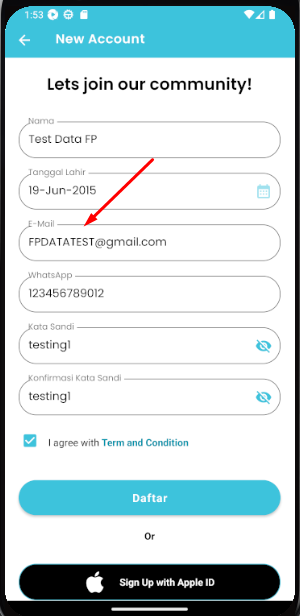 1:53
New Account
Lets join our community!
Nama
Test Data FP
Tanggal Lahir
19-Jun-2015
E-Mail
FPDATATEST@gmail.com
WhatsApp
123456789012
Kata Sandi
testing1
Konfirmasi Kata Sandi
testing1
I agree with Term and Condition
Daftar
Or
Sign Up with Apple ID